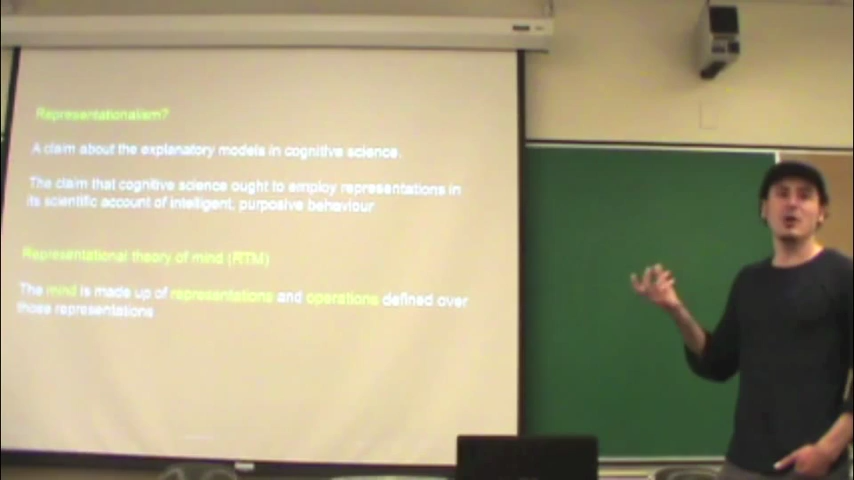 Representationalism?
A claim about the explanatory models in cognitive science.
The claim that cognitive science ought to employ representations in
its scientific account of intelligent, purposive behaviour
Representational theory of mind (RTM)
The mind is made up of representations and operations defined over
those representations